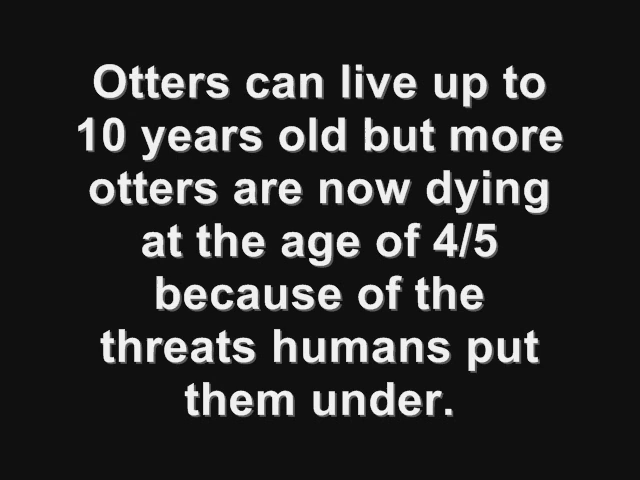 Otters can live up to
10 years old but more
otters are now dying
at the age of 4/5
because of the
threats humans put
them under.